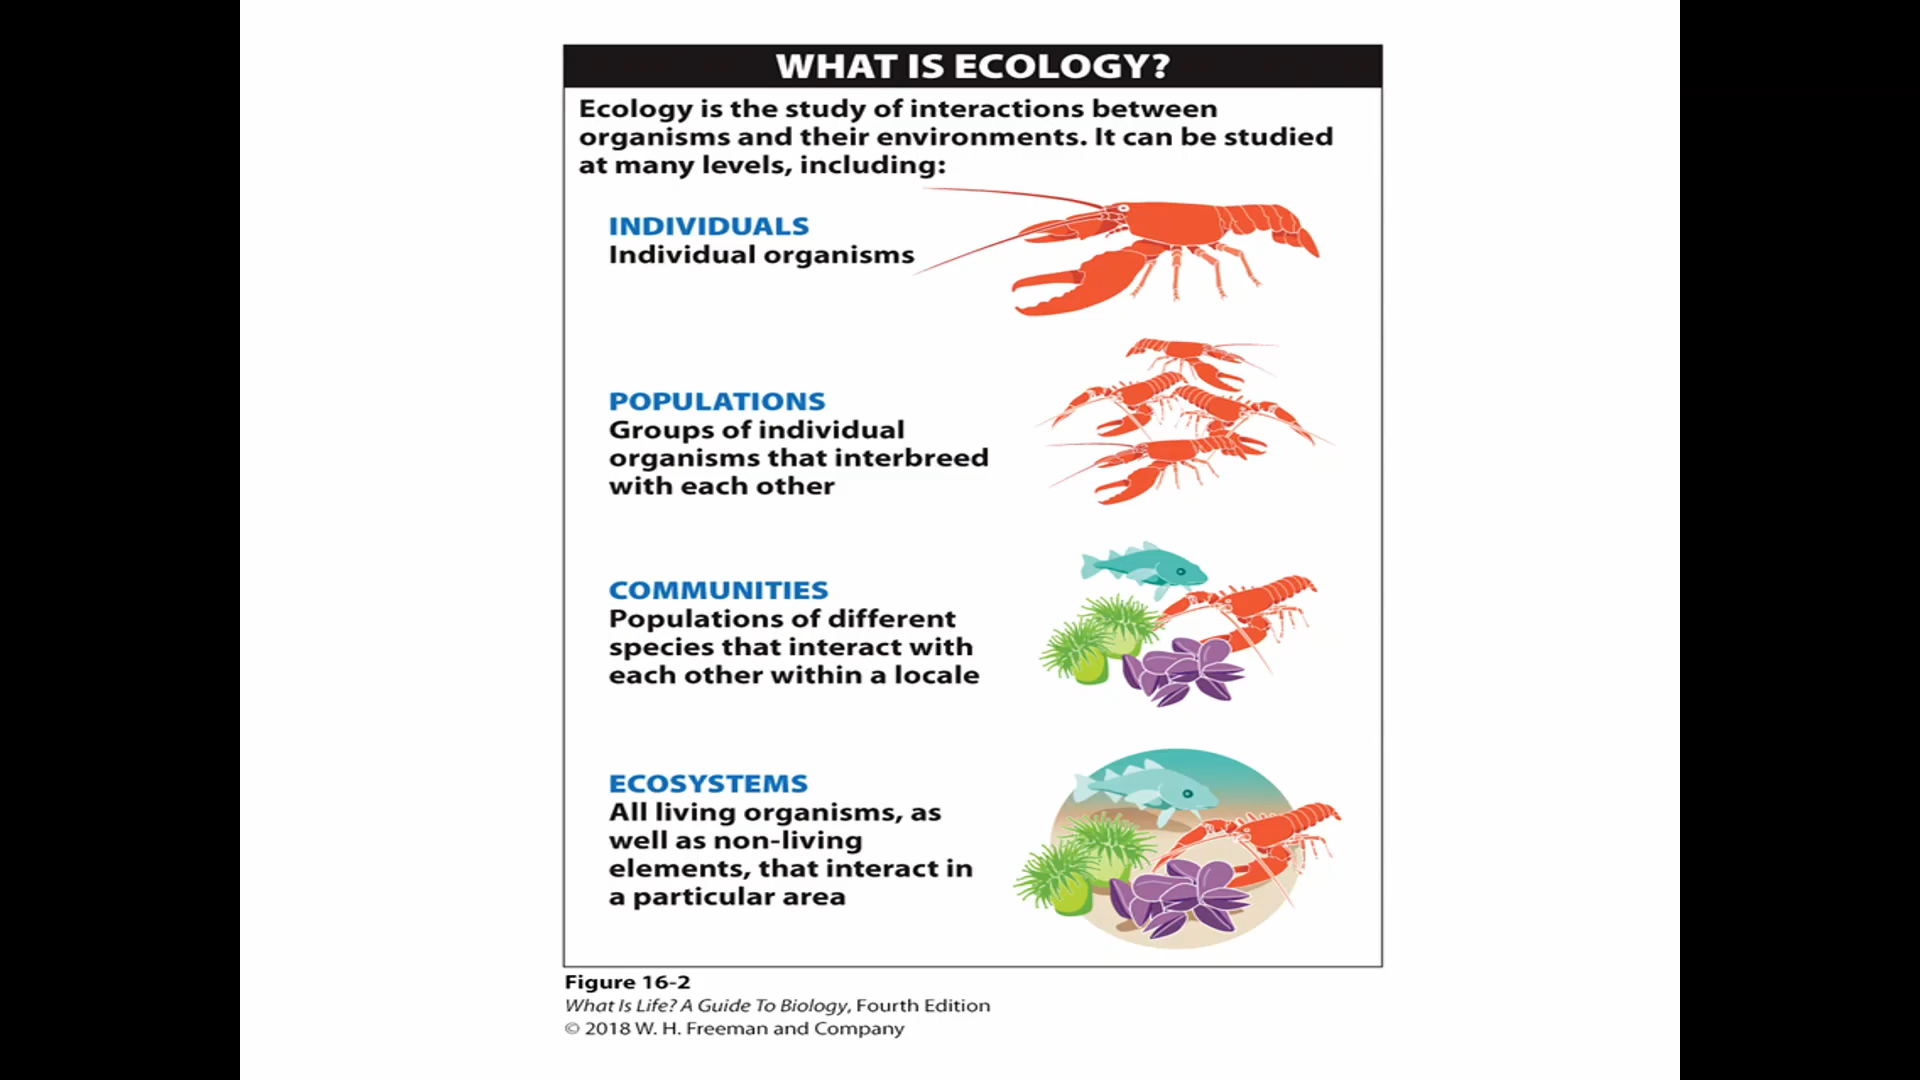 WHAT IS ECOLOGY?
Ecology is the study of interactions between
organisms and their environments. It can be studied
at many levels, including:
INDIVIDUALS
Individual organisms
POPULATIONS
Groups of individual
organisms that interbreed
with each other
COMMUNITIES
Populations of different
species that interact with
each other within a locale
ECOSYSTEMS
All living organisms, as
well as non-living
elements, that interact in
a particular area
Figure 16-2
What Is Life? A Guide To Biology, Fourth Edition
© 2018 W. H. Freeman and Company